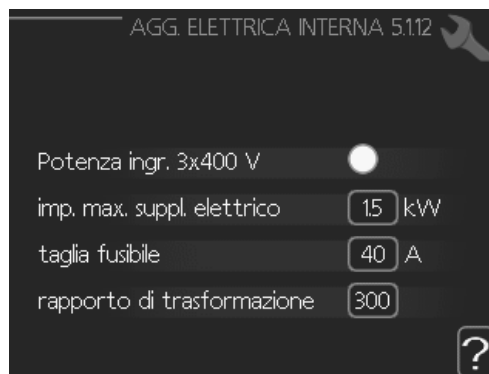 AGG. ELETTRICA INTERNA 5.1.12
Potenza ingr. 3x400 V
imp. max. suppl. elettrico 15 kW
taglia fusibile 40 A
rapporto di trasformazione 300
?